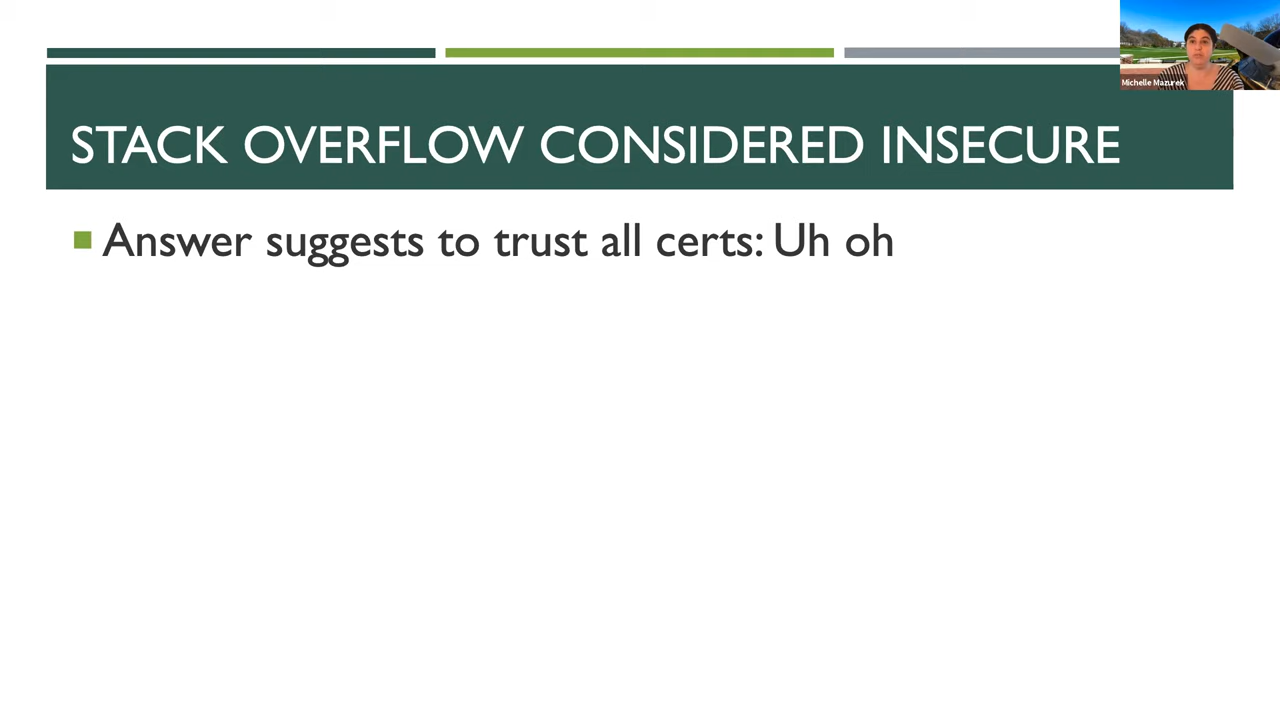 Michelle Mazurek
STACK OVERFLOW CONSIDERED INSECURE
Answer suggests to trust all certs: Uh oh